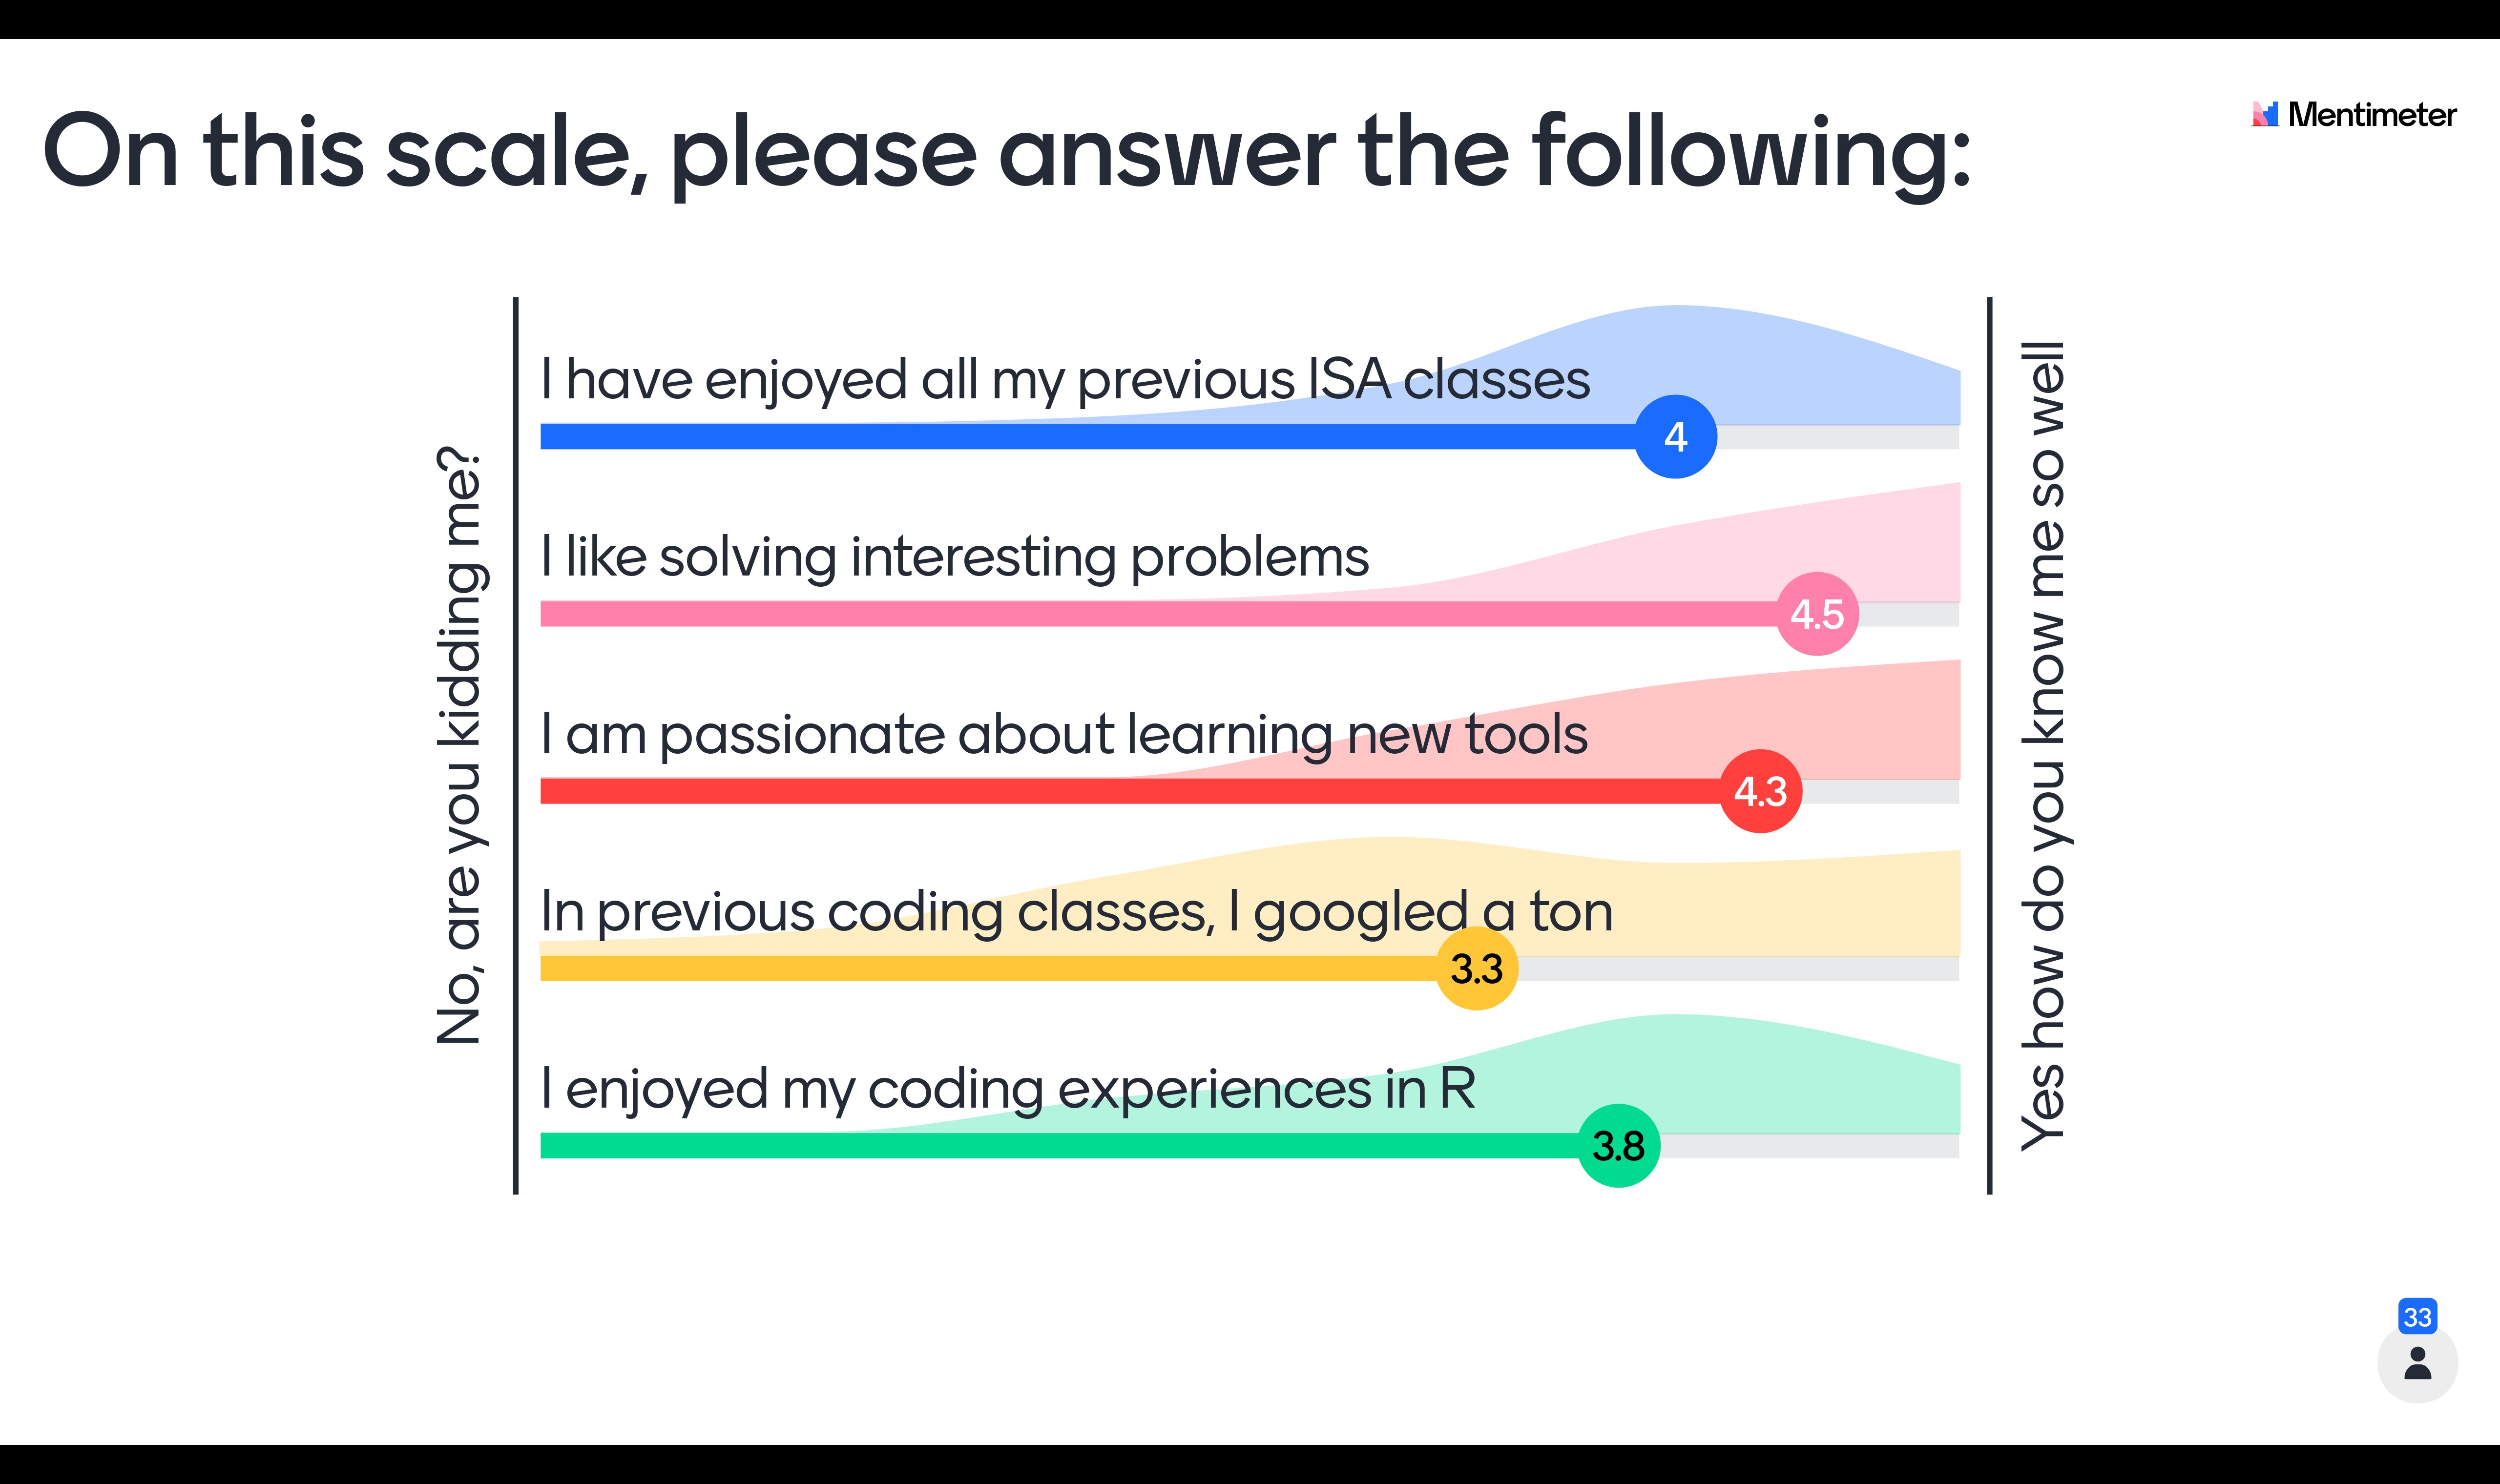 On this scale, please answer the following:
Mentimeter
No, are you kidding me?
I have enjoyed all my previous ISA classes
4
I like solving interesting problems
4.5
I am passionate about learning new tools
4.3
In previous coding classes, I googled a ton
3.3
I enjoyed my coding experiences in R
3.8
Yes how do you know me so well
33